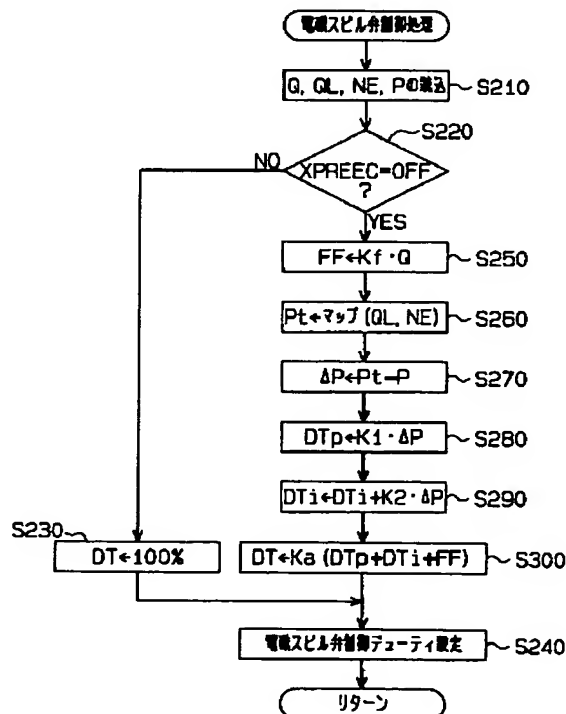 電磁スピル弁制御処理
Q, QL, NE, Pの読込
S210
S220
NO
XPREEC=OFF
?
YES
FF←Kf・Q
S250
Pt←マップ(QL, NE)
S260
ΔP←Pt−P
S270
DTp←K1・ΔP
S280
DTi←DTi+K2・ΔP
S290
S230
DT←100%
DT←Ka(DTp+DTi+FF)
S300
電磁スピル弁制御デューティ設定
S240
リターン